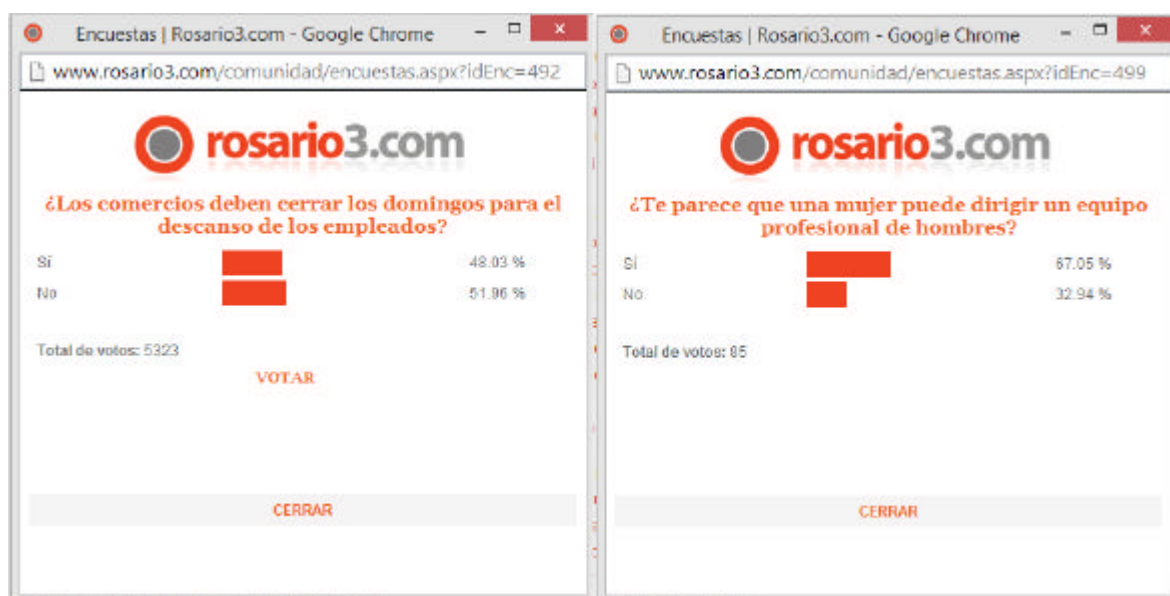 Encuestas | Rosario3.com - Google Chrome
www.rosario3.com/comunidad/encuestas.aspx?idEnc=492
rosario3.com
¿Los comercios deben cerrar los domingos para el
descanso de los empleados?
Sí 48.03 %
No 51.96 %
Total de votos: 5323
VOTAR
CERRAR
Encuestas | Rosario3.com - Google Chrome
www.rosario3.com/comunidad/encuestas.aspx?idEnc=499
rosario3.com
¿Te parece que una mujer puede dirigir un equipo
profesional de hombres?
Sí 67.05 %
No 32.94 %
Total de votos: 85
CERRAR